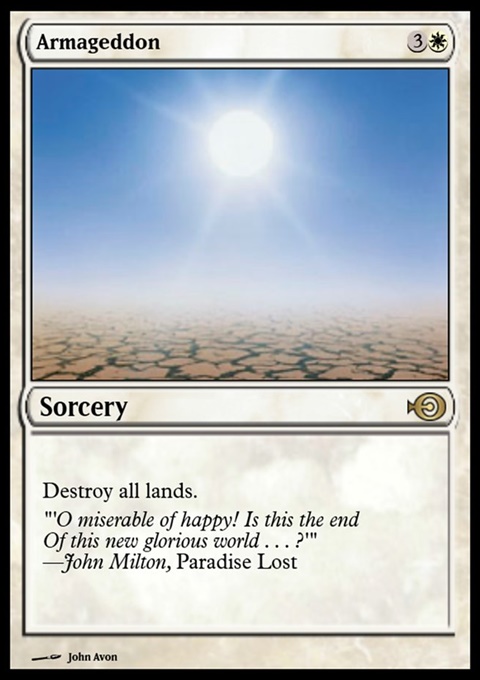 Armageddon 3
Sorcery
Destroy all lands.
"'O miserable of happy! Is this the end
Of this new glorious world . . . ?'"
—John Milton, Paradise Lost
John Avon